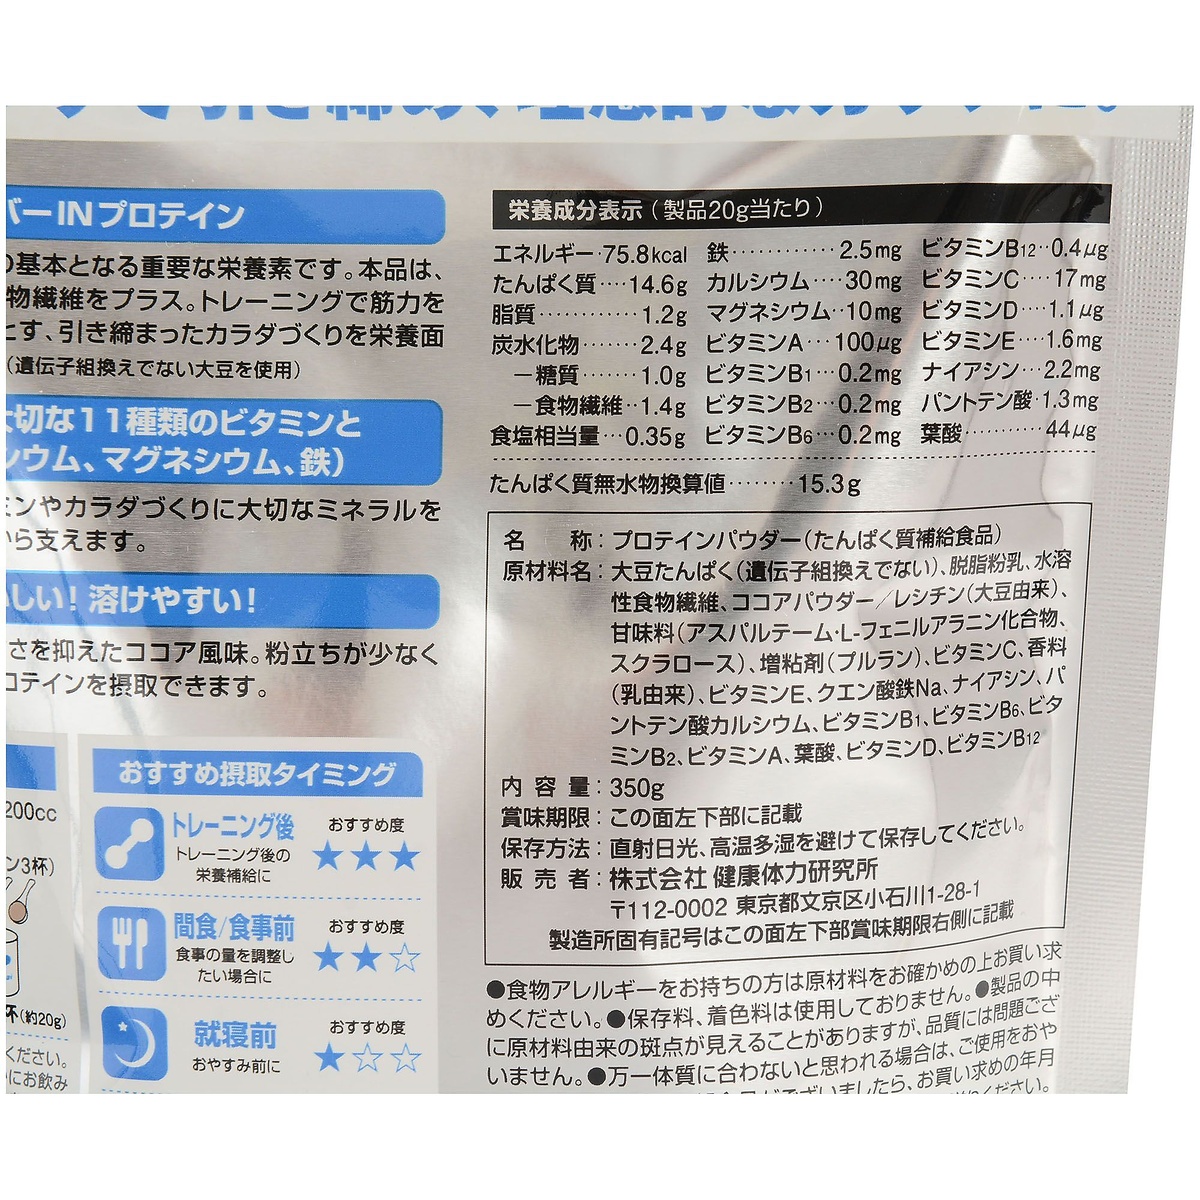 バーINプロテイン
の基本となる重要な栄養素です。本品は、
物繊維をプラス。トレーニングで筋力を
とす、引き締まったカラダづくりを栄養面
(遺伝子組換えでない大豆を使用)
大切な11種類のビタミンと
シウム、マグネシウム、鉄)
ミンやカラダづくりに大切なミネラルを
から支えます。
いしい! 溶けやすい!
さを抑えたココア風味。粉立ちが少なく
ロテインを摂取できます。
200cc
ン3杯)
杯(約20g)
ください。
にお飲み
おすすめ摂取タイミング
トレーニング後
トレーニング後の
栄養補給に
おすすめ度
★★★
間食/食事前
食事の量を調整し
たい場合に
おすすめ度
★★☆
就寝前
おやすみ前に
おすすめ度
★☆☆
栄養成分表示(製品20g当たり)
エネルギー‥75.8kcal
たんぱく質‥‥14.6g
脂質‥‥‥‥‥‥1.2g
炭水化物‥‥‥2.4g
－糖質‥‥‥‥1.0g
－食物繊維‥1.4g
食塩相当量‥‥0.35g
鉄‥‥‥‥‥‥2.5mg
カルシウム‥‥30mg
マグネシウム‥10mg
ビタミンA‥‥100μg
ビタミンB1‥‥0.2mg
ビタミンB2‥‥0.2mg
ビタミンB6‥‥0.2mg
ビタミンB12‥0.4μg
ビタミンC‥‥17mg
ビタミンD‥‥1.1μg
ビタミンE‥‥1.6mg
ナイアシン‥‥2.2mg
パントテン酸‥1.3mg
葉酸‥‥‥‥‥44μg
たんぱく質無水物換算値‥‥‥‥15.3g
名 称:プロテインパウダー(たんぱく質補給食品)
原材料名:大豆たんぱく(遺伝子組換えでない)、脱脂粉乳、水溶
性食物繊維、ココアパウダー／レシチン(大豆由来)、
甘味料(アスパルテーム・L-フェニルアラニン化合物、
スクラロース)、増粘剤(プルラン)、ビタミンC、香料
(乳由来)、ビタミンE、クエン酸鉄Na、ナイアシン、パ
ントテン酸カルシウム、ビタミンB1、ビタミンB6、ビタ
ミンB2、ビタミンA、葉酸、ビタミンD、ビタミンB12
内容量:350g
賞味期限:この面左下部に記載
保存方法:直射日光、高温多湿を避けて保存してください。
販売者:株式会社 健康体力研究所
〒112-0002 東京都文京区小石川1-28-1
製造所固有記号はこの面左下部賞味期限右側に記載
●食物アレルギーをお持ちの方は原材料をお確かめの上お買い求
めください。●保存料、着色料は使用しておりません。●製品の中
に原材料由来の斑点が見えることがありますが、品質には問題ござ
いません。●万一体質に合わないと思われる場合は、ご使用をおや
ございましたら、お買い求めの年月
ください。